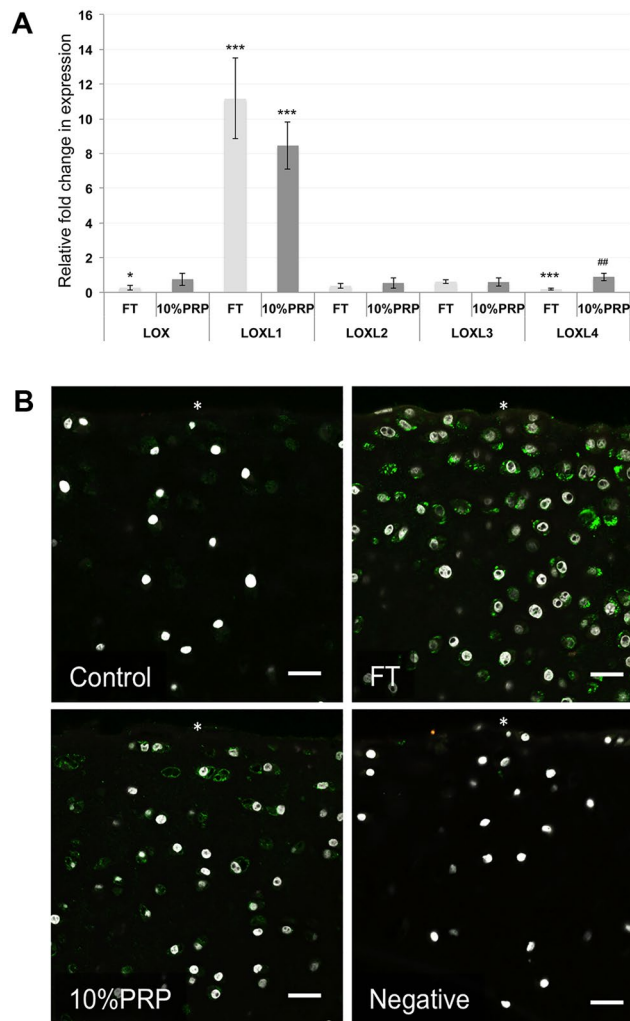 A
Relative fold change in expression
16
14
12
10
8
6
4
2
0
*
***
***
***
##
FT 10%PRP FT 10%PRP FT 10%PRP FT 10%PRP FT 10%PRP
LOX LOXL1 LOXL2 LOXL3 LOXL4
B
* *
Control FT
* *
10%PRP Negative